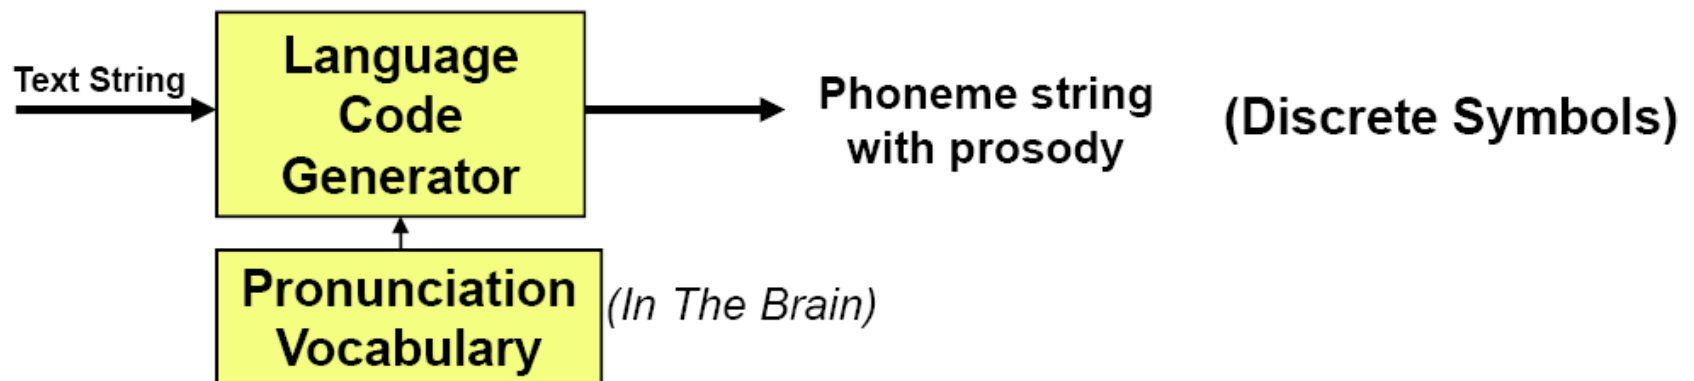 Text String
Language
Code
Generator
Phoneme string
with prosody
(Discrete Symbols)
Pronunciation
Vocabulary
(In The Brain)